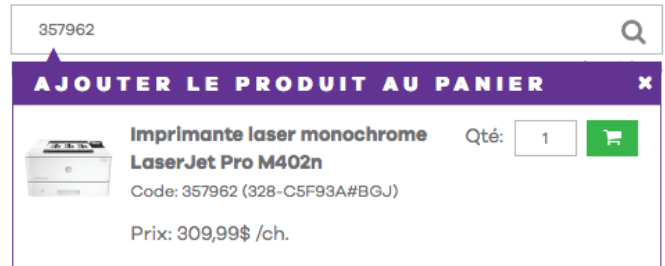 357962
AJOUTER LE PRODUIT AU PANIER ×
Imprimante laser monochrome Qté: 1
LaserJet Pro M402n
Code: 357962 (328-C5F93A#BGJ)
Prix: 309,99$ /ch.